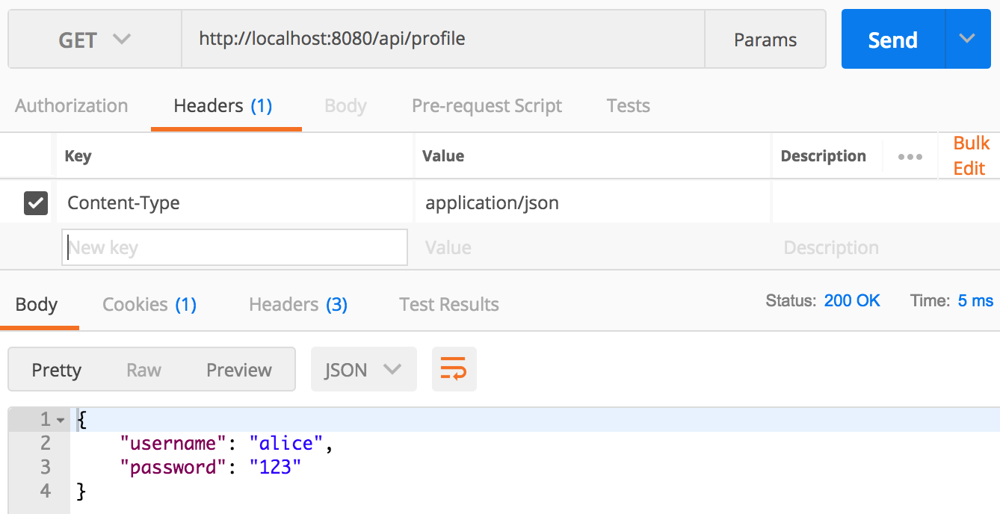 GET http://localhost:8080/api/profile Params Send
Authorization Headers (1) Body Pre-request Script Tests
Key Value Description ••• Bulk Edit
Content-Type application/json
New key Value Description
Body Cookies (1) Headers (3) Test Results Status: 200 OK Time: 5 ms
Pretty Raw Preview JSON
1 {
2 "username": "alice",
3 "password": "123"
4 }